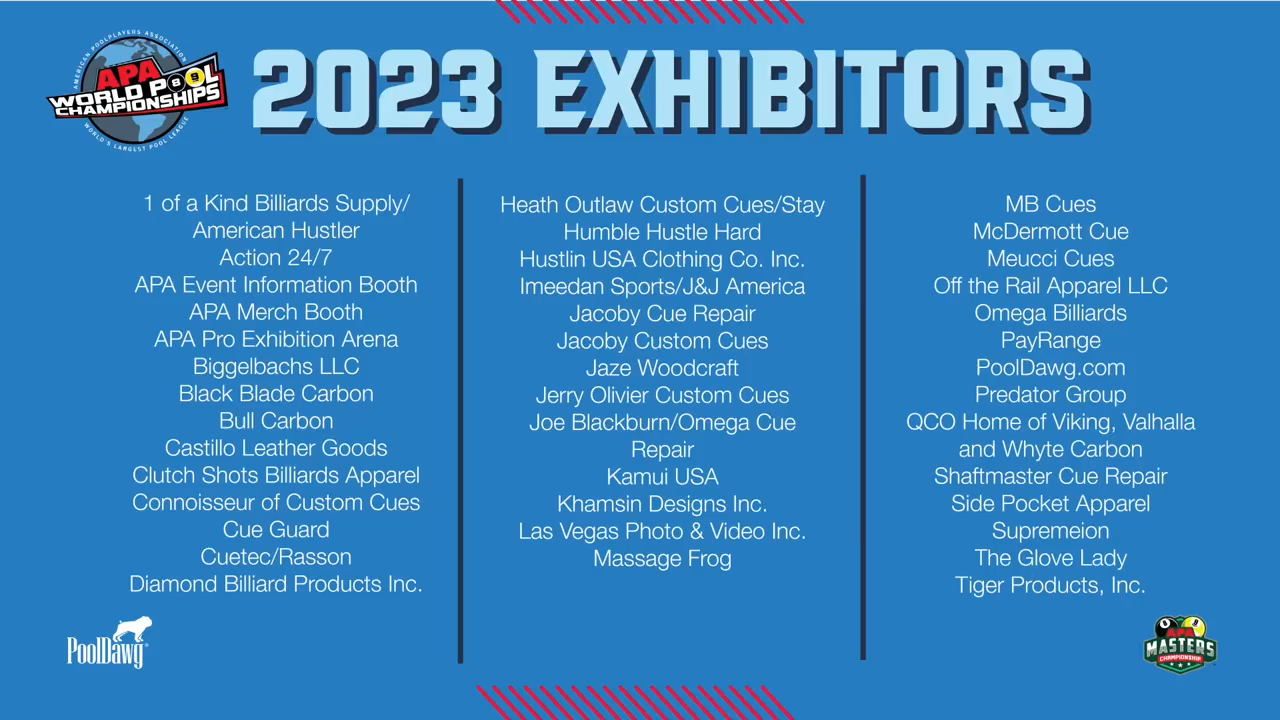 AMERICAN POOLPLAYERS ASSOCIATION
APA
WORLD POOL
CHAMPIONSHIPS
WORLD'S LARGEST POOL LEAGUE
2023 EXHIBITORS
1 of a Kind Billiards Supply/
American Hustler
Action 24/7
APA Event Information Booth
APA Merch Booth
APA Pro Exhibition Arena
Biggelbachs LLC
Black Blade Carbon
Bull Carbon
Castillo Leather Goods
Clutch Shots Billiards Apparel
Connoisseur of Custom Cues
Cue Guard
Cuetec/Rasson
Diamond Billiard Products Inc.
Heath Outlaw Custom Cues/Stay
Humble Hustle Hard
Hustlin USA Clothing Co. Inc.
Imeedan Sports/J&J America
Jacoby Cue Repair
Jacoby Custom Cues
Jaze Woodcraft
Jerry Olivier Custom Cues
Joe Blackburn/Omega Cue
Repair
Kamui USA
Khamsin Designs Inc.
Las Vegas Photo & Video Inc.
Massage Frog
MB Cues
McDermott Cue
Meucci Cues
Off the Rail Apparel LLC
Omega Billiards
PayRange
PoolDawg.com
Predator Group
QCO Home of Viking, Valhalla
and Whyte Carbon
Shaftmaster Cue Repair
Side Pocket Apparel
Supremeion
The Glove Lady
Tiger Products, Inc.
PoolDawg
8 9
APA
MASTERS
CHAMPIONSHIP